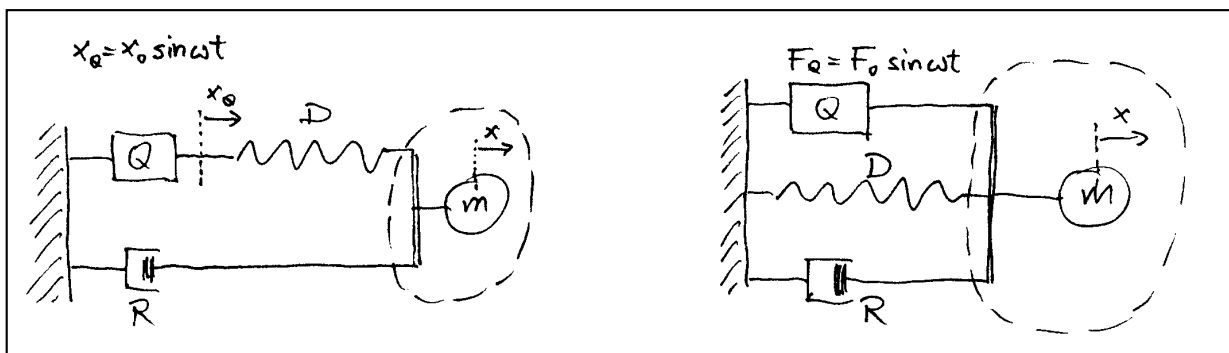 x_Q = x_0 sin ωt
x_Q
D
x
Q
m
R
F_Q = F_0 sin ωt
Q
x
D
m
R